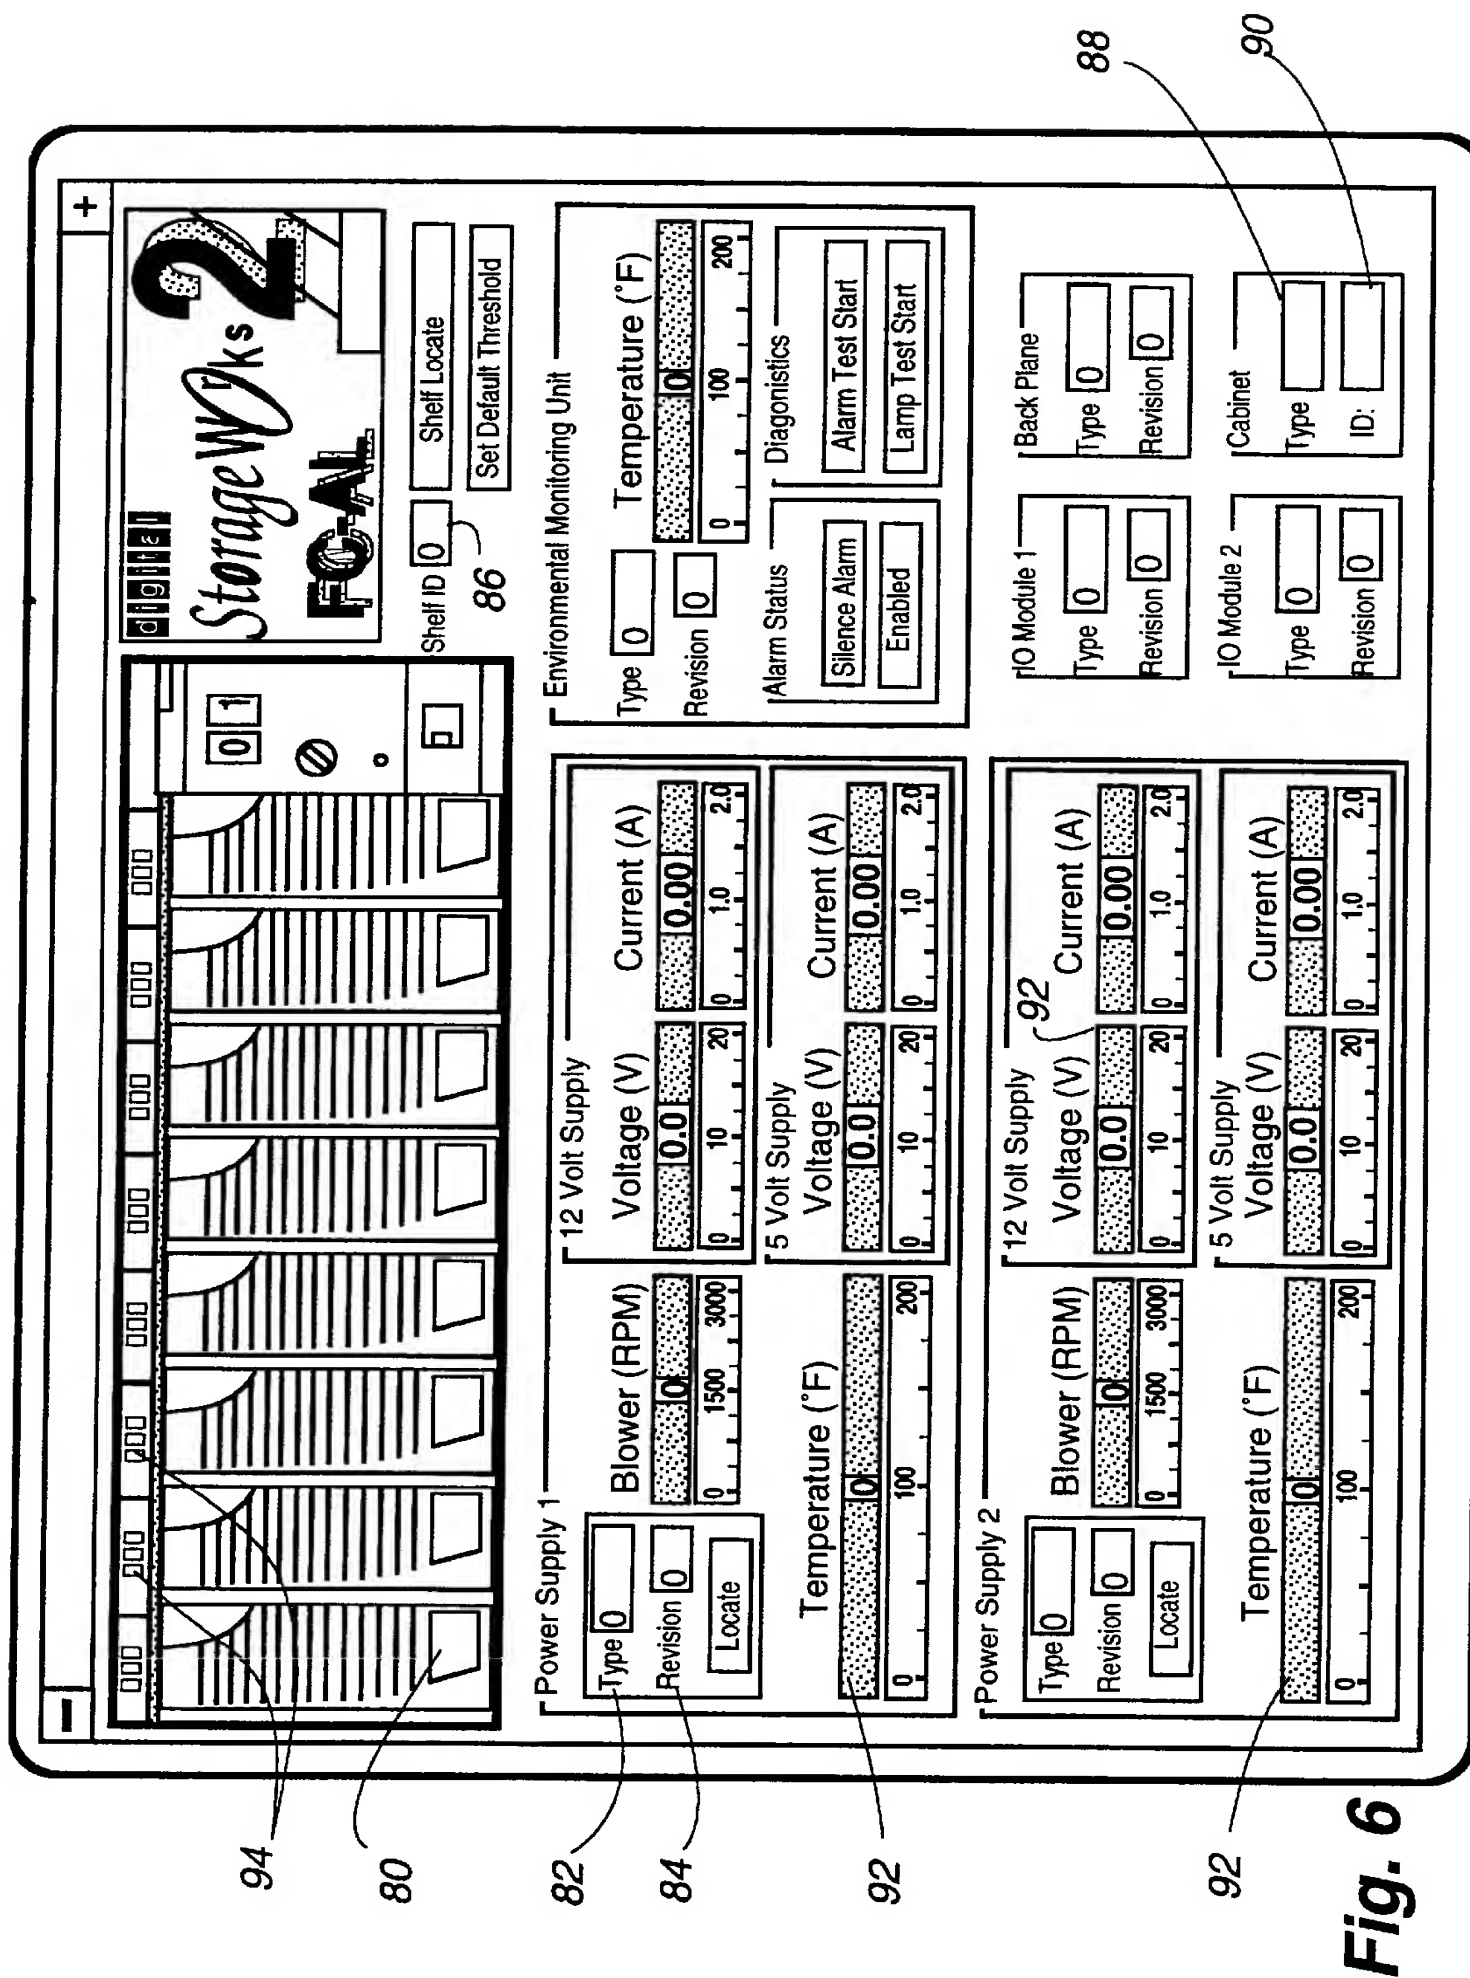 +
digital
StorageWorks 2
FCAL
0 1
Shelf ID 0
Shelf Locate
86
Set Default Threshold
94
80
Power Supply 1
82
Type 0
84
Revision 0
Locate
Blower (RPM)
0
0 1500 3000
Temperature (°F)
0
0 100 200
92
12 Volt Supply
Voltage (V)
0.0
0 10 20
Current (A)
0.00
0 1.0 2.0
5 Volt Supply
Voltage (V)
0.0
0 10 20
Current (A)
0.00
0 1.0 2.0
Environmental Monitoring Unit
Type 0
Revision 0
Temperature (°F)
0
0 100 200
Alarm Status
Silence Alarm
Enabled
Diagonistics
Alarm Test Start
Lamp Test Start
Power Supply 2
Type 0
Revision 0
Locate
Blower (RPM)
0
0 1500 3000
Temperature (°F)
0
0 100 200
92
12 Volt Supply
92
Voltage (V)
0.0
0 10 20
Current (A)
0.00
0 1.0 2.0
5 Volt Supply
Voltage (V)
0.0
0 10 20
Current (A)
0.00
0 1.0 2.0
IO Module 1
Type 0
Revision 0
Back Plane
Type 0
Revision 0
88
IO Module 2
Type 0
Revision 0
Cabinet
Type
ID:
90
Fig. 6